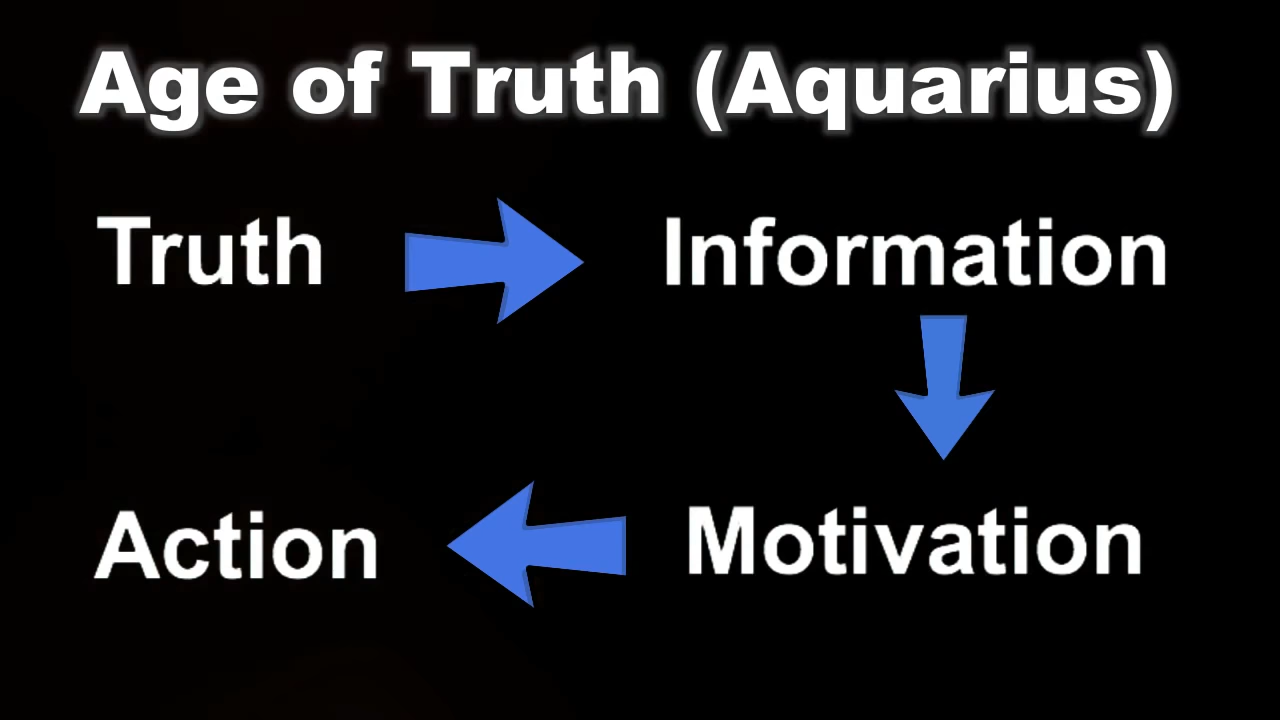 Age of Truth (Aquarius)
Truth
Information
Motivation
Action